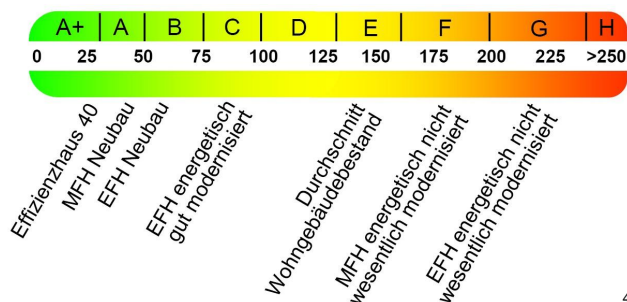 A+ A B C D E F G H
0 25 50 75 100 125 150 175 200 225 >250
Effizienzhaus 40
MFH Neubau
EFH Neubau
EFH energetisch
gut modernisiert
Durchschnitt
Wohngebäudebestand
MFH energetisch nicht
wesentlich modernisiert
EFH energetisch nicht
wesentlich modernisiert
4